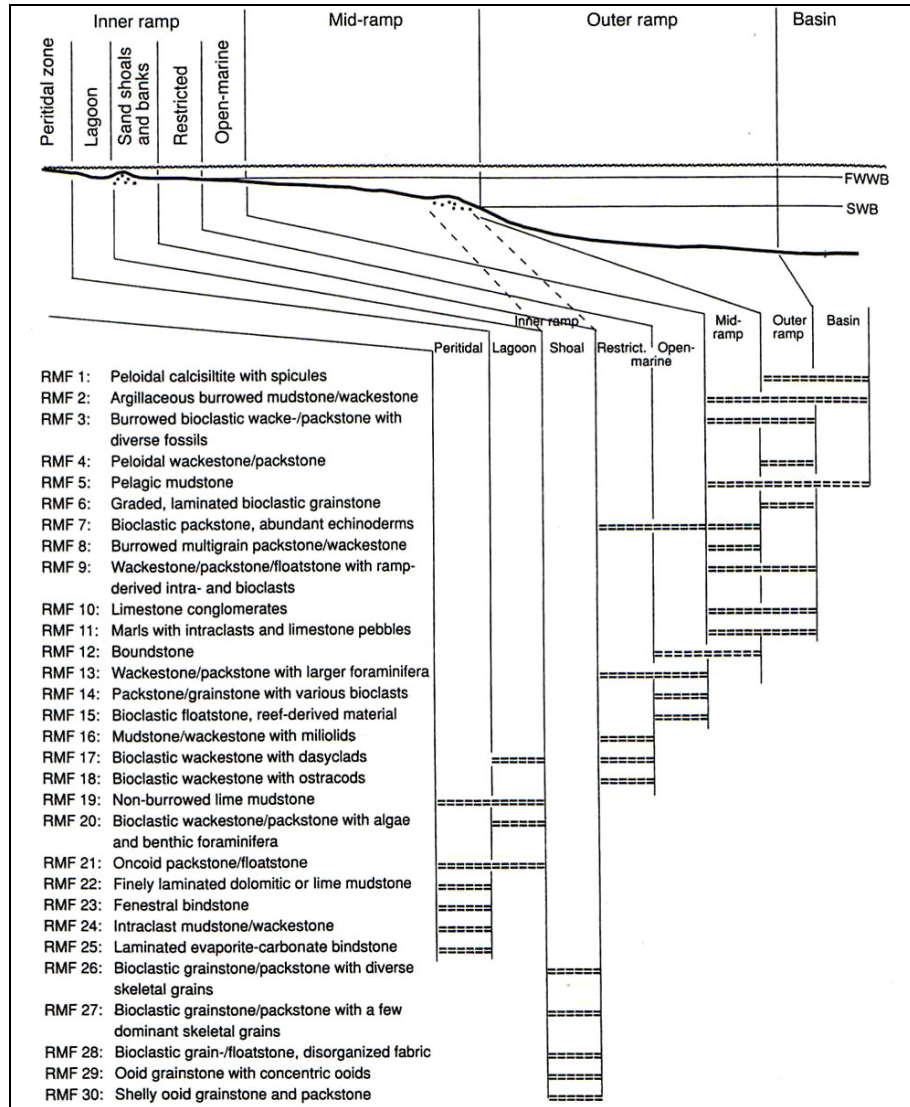 Inner ramp Mid-ramp Outer ramp Basin
Peritidal zone
Lagoon
Sand shoals
and banks
Restricted
Open-marine
FWWB
SWB
Inner ramp Mid- Outer Basin
Peritidal Lagoon Shoal Restrict. Open- ramp ramp
marine
RMF 1: Peloidal calcisiltite with spicules
RMF 2: Argillaceous burrowed mudstone/wackestone
RMF 3: Burrowed bioclastic wacke-/packstone with
diverse fossils
RMF 4: Peloidal wackestone/packstone
RMF 5: Pelagic mudstone
RMF 6: Graded, laminated bioclastic grainstone
RMF 7: Bioclastic packstone, abundant echinoderms
RMF 8: Burrowed multigrain packstone/wackestone
RMF 9: Wackestone/packstone/floatstone with ramp-
derived intra- and bioclasts
RMF 10: Limestone conglomerates
RMF 11: Marls with intraclasts and limestone pebbles
RMF 12: Boundstone
RMF 13: Wackestone/packstone with larger foraminifera
RMF 14: Packstone/grainstone with various bioclasts
RMF 15: Bioclastic floatstone, reef-derived material
RMF 16: Mudstone/wackestone with miliolids
RMF 17: Bioclastic wackestone with dasyclads
RMF 18: Bioclastic wackestone with ostracods
RMF 19: Non-burrowed lime mudstone
RMF 20: Bioclastic wackestone/packstone with algae
and benthic foraminifera
RMF 21: Oncoid packstone/floatstone
RMF 22: Finely laminated dolomitic or lime mudstone
RMF 23: Fenestral bindstone
RMF 24: Intraclast mudstone/wackestone
RMF 25: Laminated evaporite-carbonate bindstone
RMF 26: Bioclastic grainstone/packstone with diverse
skeletal grains
RMF 27: Bioclastic grainstone/packstone with a few
dominant skeletal grains
RMF 28: Bioclastic grain-/floatstone, disorganized fabric
RMF 29: Ooid grainstone with concentric ooids
RMF 30: Shelly ooid grainstone and packstone